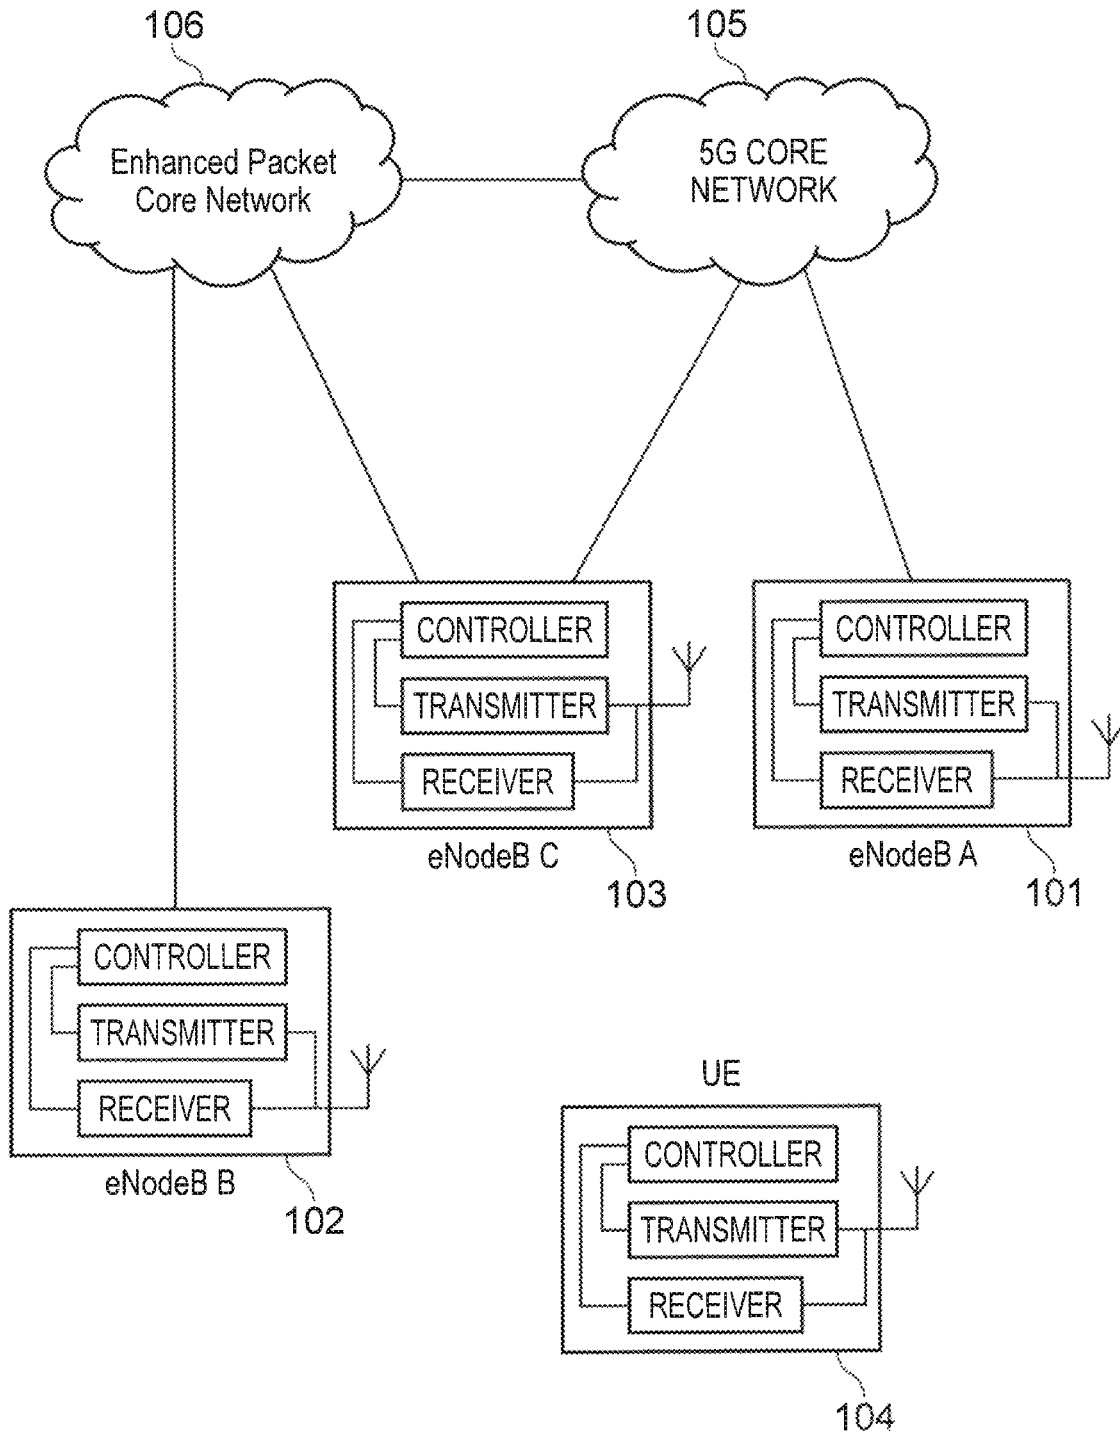 106
105
Enhanced Packet
Core Network
5G CORE
NETWORK
CONTROLLER
TRANSMITTER
RECEIVER
eNodeB C
103
CONTROLLER
TRANSMITTER
RECEIVER
eNodeB A
101
CONTROLLER
TRANSMITTER
RECEIVER
eNodeB B
102
UE
CONTROLLER
TRANSMITTER
RECEIVER
104